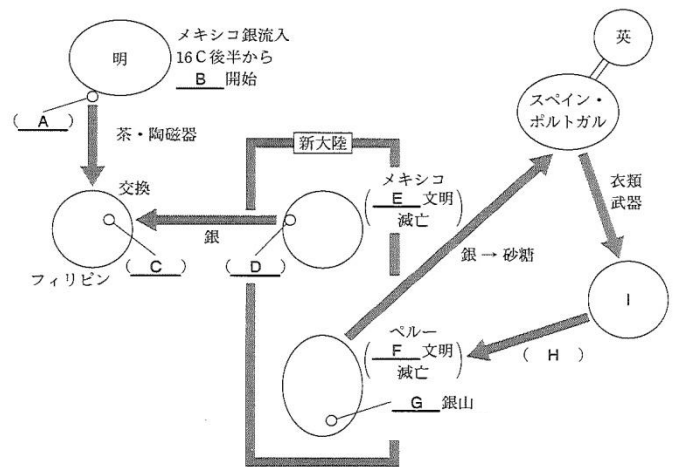 明
メキシコ銀流入
16C後半から
B 開始
英
スペイン・
ポルトガル
( A )
茶・陶磁器
新大陸
衣類
武器
交換
銀
メキシコ
( E 文明
滅亡 )
( C )
( D )
フィリピン
銀 → 砂糖
I
ペルー
( F 文明
滅亡 )
( H )
G 銀山